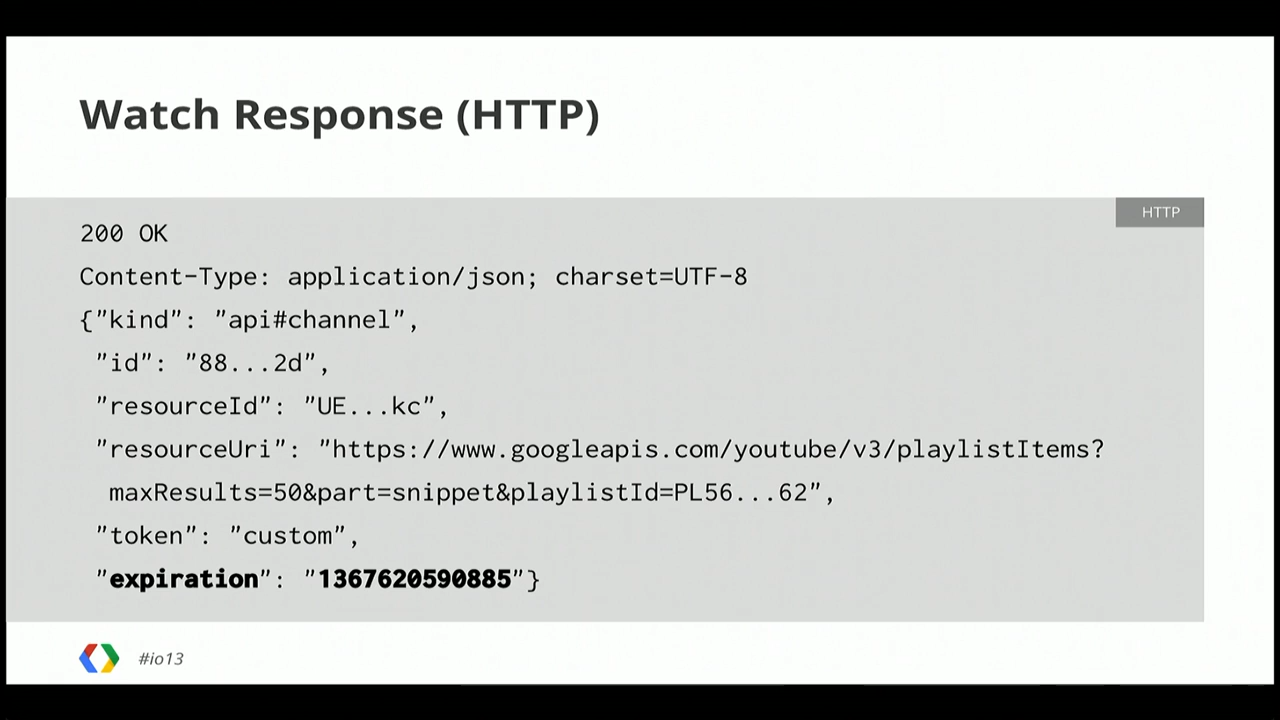 Watch Response (HTTP)
HTTP
200 OK
Content-Type: application/json; charset=UTF-8
{"kind": "api#channel",
"id": "88...2d",
"resourceId": "UE...kc",
"resourceUri": "https://www.googleapis.com/youtube/v3/playlistItems?
maxResults=50&part=snippet&playlistId=PL56...62",
"token": "custom",
"expiration": "1367620590885"}
#io13